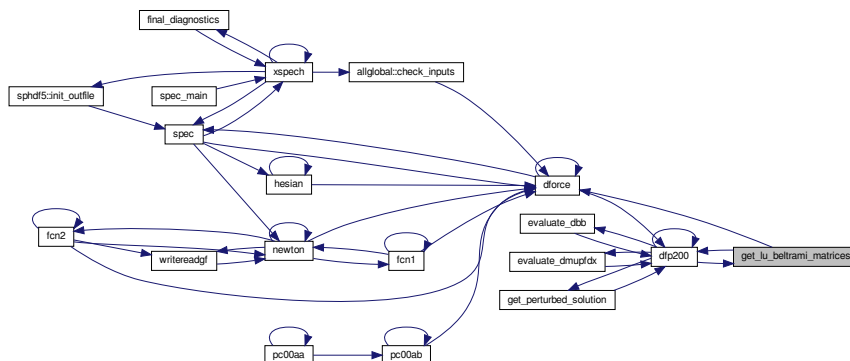 final_diagnostics
xspech
allglobal::check_inputs
sphdf5::init_outfile
spec_main
spec
hesian
dforce
evaluate_dbb
fcn2
newton
fcn1
writereadgf
evaluate_dmupfdx
dfp200
get_lu_beltrami_matrices
get_perturbed_solution
pc00aa
pc00ab